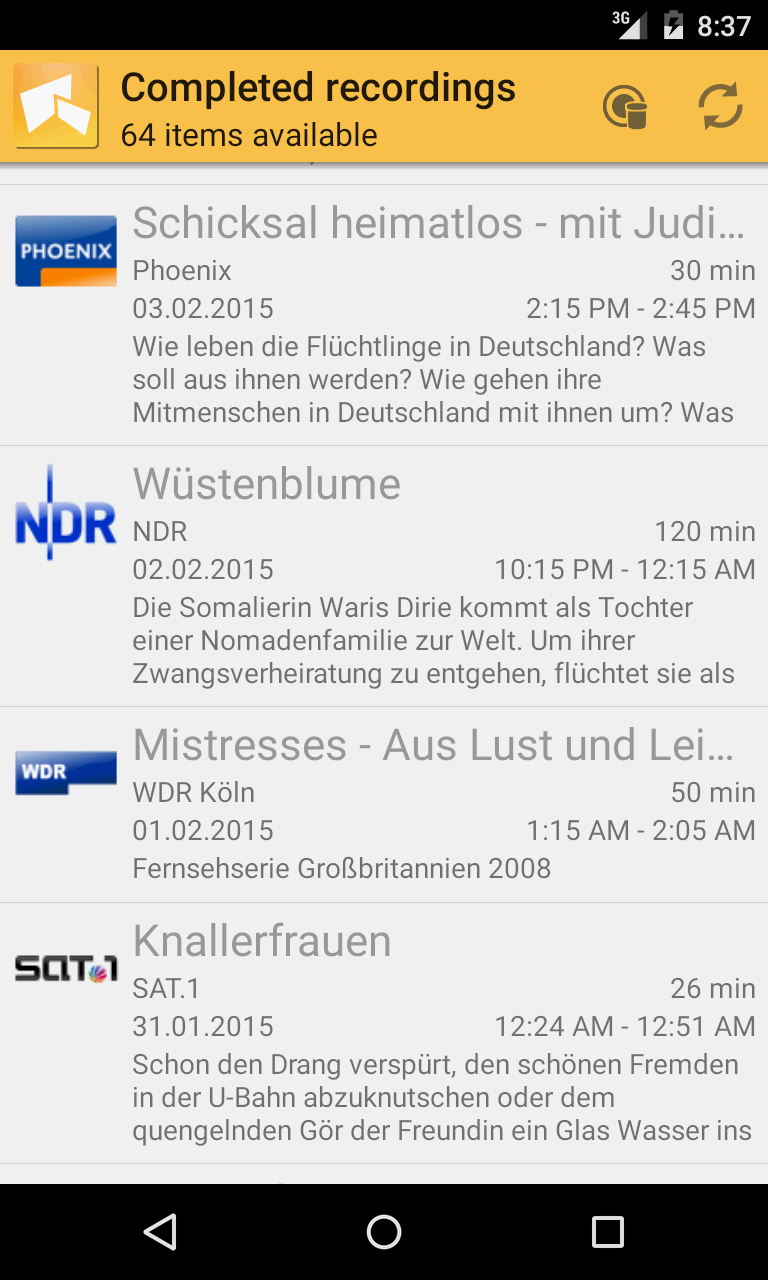 3G 8:37
Completed recordings
64 items available
PHOENIX
Schicksal heimatlos - mit Judi...
Phoenix 30 min
03.02.2015 2:15 PM - 2:45 PM
Wie leben die Flüchtlinge in Deutschland? Was
soll aus ihnen werden? Wie gehen ihre
Mitmenschen in Deutschland mit ihnen um? Was
NDR
Wüstenblume
NDR 120 min
02.02.2015 10:15 PM - 12:15 AM
Die Somalierin Waris Dirie kommt als Tochter
einer Nomadenfamilie zur Welt. Um ihrer
Zwangsverheiratung zu entgehen, flüchtet sie als
WDR
Mistresses - Aus Lust und Lei...
WDR Köln 50 min
01.02.2015 1:15 AM - 2:05 AM
Fernsehserie Großbritannien 2008
SAT.1
Knallerfrauen
SAT.1 26 min
31.01.2015 12:24 AM - 12:51 AM
Schon den Drang verspürt, den schönen Fremden
in der U-Bahn abzuknutschen oder dem
quengelnden Gör der Freundin ein Glas Wasser ins